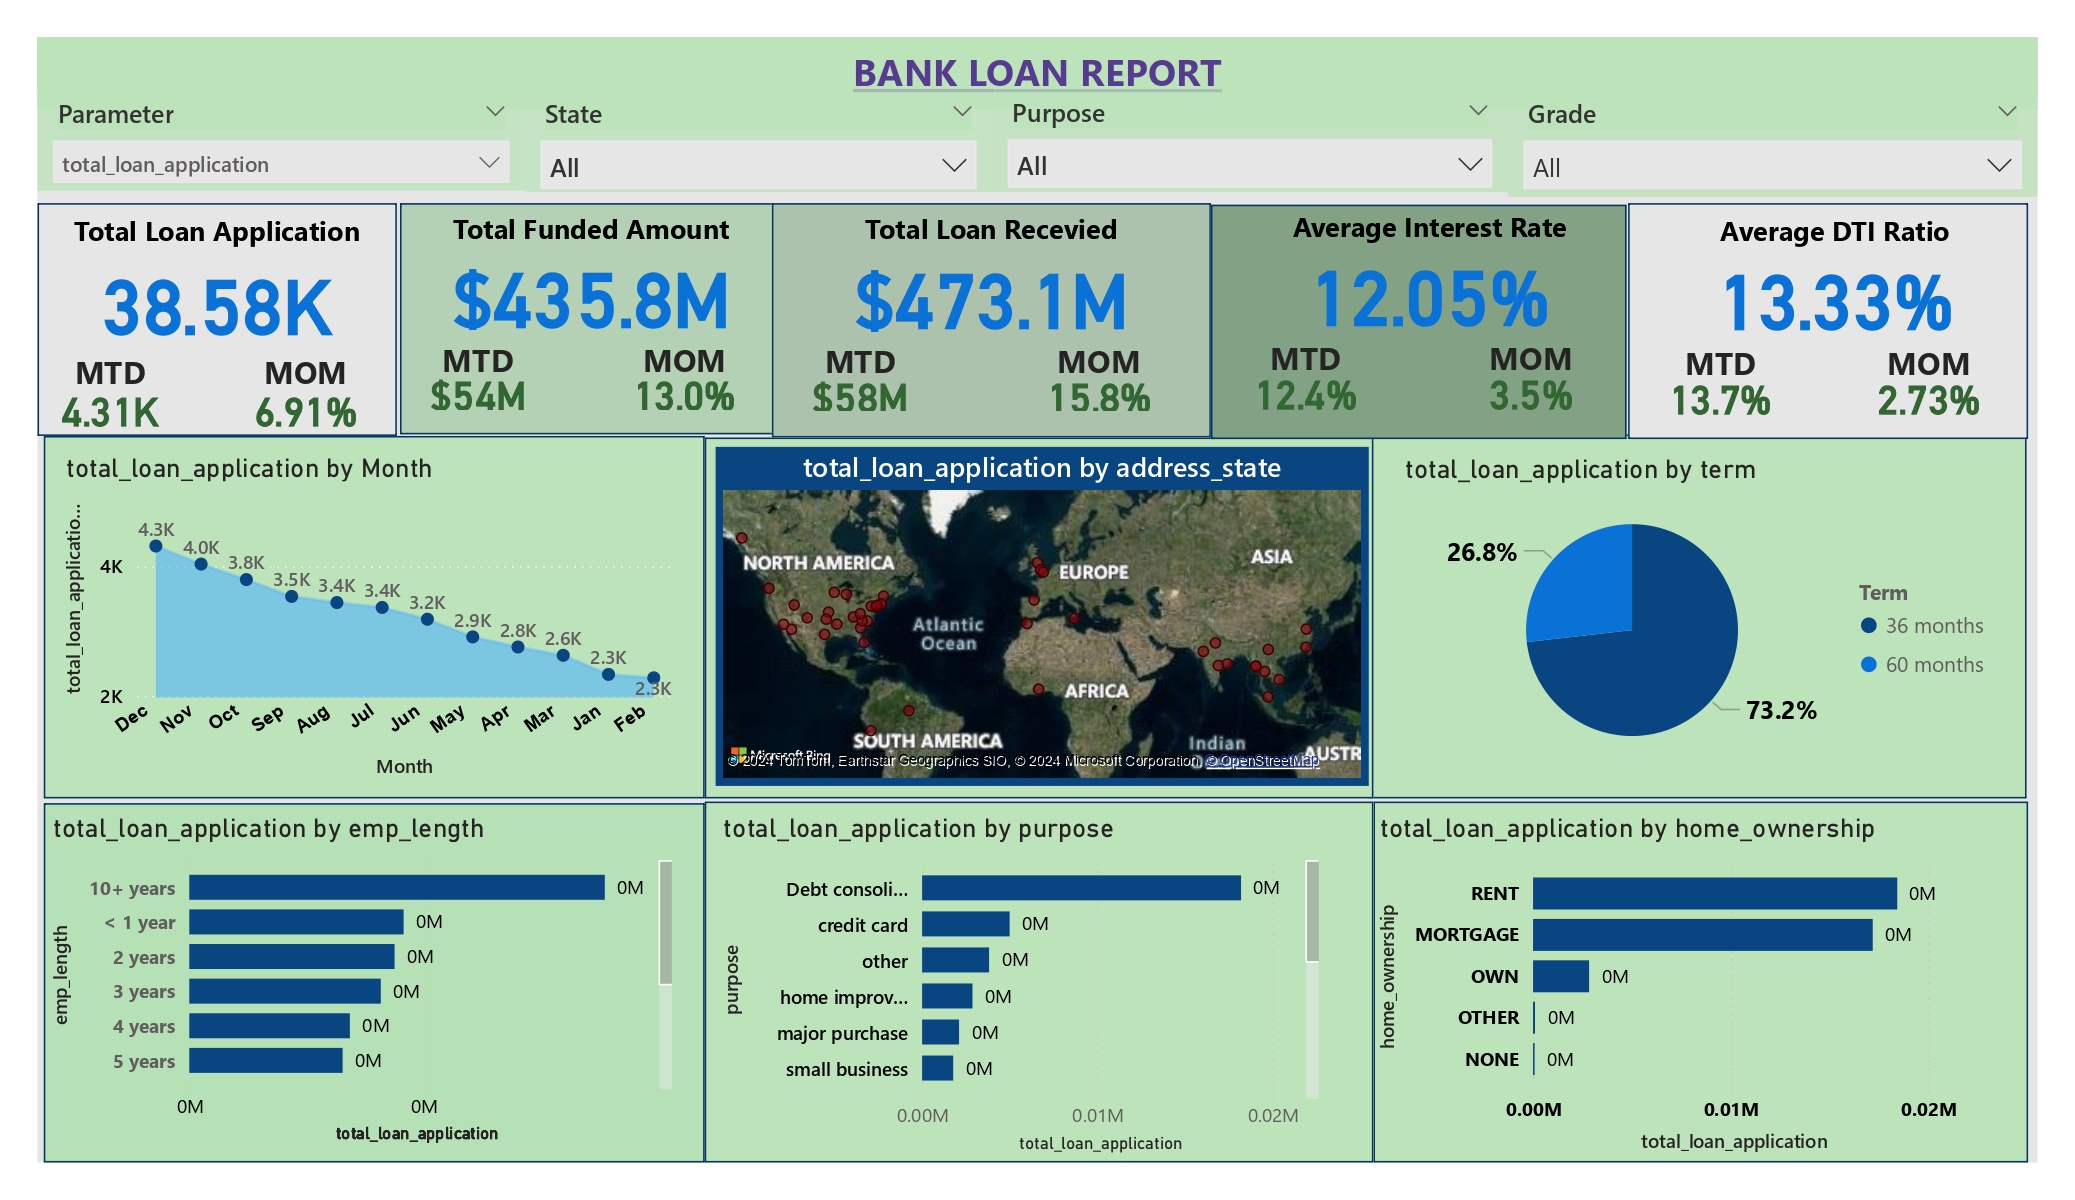 BANK LOAN REPORT
Parameter
State
Purpose
Grade
total_loan_application
All
All
All
Total Loan Application
38.58K
MTD MOM
4.31K 6.91%
Total Funded Amount
$435.8M
MTD MOM
$54M 13.0%
Total Loan Recevied
$473.1M
MTD MOM
$58M 15.8%
Average Interest Rate
12.05%
MTD MOM
12.4% 3.5%
Average DTI Ratio
13.33%
MTD MOM
13.7% 2.73%
total_loan_application by Month
total_loan_applicatio...
4K
2K
4.3K
4.0K
3.8K
3.5K
3.4K
3.4K
3.2K
2.9K
2.8K
2.6K
2.3K
2.3K
Dec Nov Oct Sep Aug Jul Jun May Apr Mar Jan Feb
Month
total_loan_application by address_state
NORTH AMERICA
EUROPE
ASIA
Atlantic
Ocean
AFRICA
SOUTH AMERICA
Indian
AUSTR
Microsoft Bing
© 2024 TomTom, Earthstar Geographics SIO, © 2024 Microsoft Corporation, © OpenStreetMap
total_loan_application by term
26.8%
73.2%
Term
36 months
60 months
total_loan_application by emp_length
emp_length
10+ years 0M
< 1 year 0M
2 years 0M
3 years 0M
4 years 0M
5 years 0M
0M 0M
total_loan_application
total_loan_application by purpose
purpose
Debt consoli... 0M
credit card 0M
other 0M
home improv... 0M
major purchase 0M
small business 0M
0.00M 0.01M 0.02M
total_loan_application
total_loan_application by home_ownership
home_ownership
RENT 0M
MORTGAGE 0M
OWN 0M
OTHER 0M
NONE 0M
0.00M 0.01M 0.02M
total_loan_application